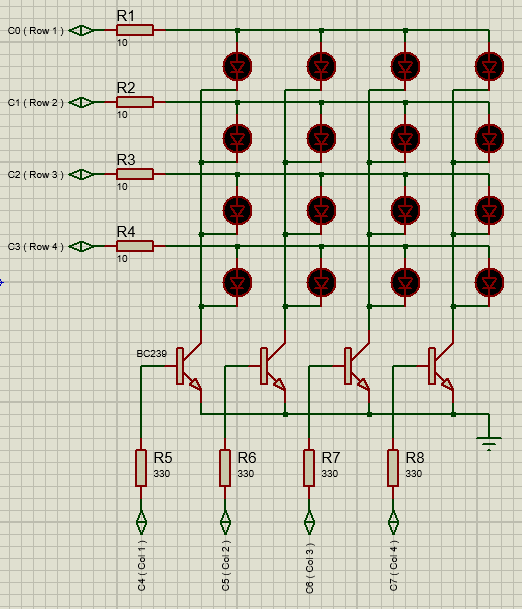 R1
C0 ( Row 1 )
10
R2
C1 ( Row 2 )
10
R3
C2 ( Row 3 )
10
R4
C3 ( Row 4 )
10
BC239
R5
330
R6
330
R7
330
R8
330
C4 ( Col 1 )
C5 ( Col 2 )
C6 ( Col 3 )
C7 ( Col 4 )